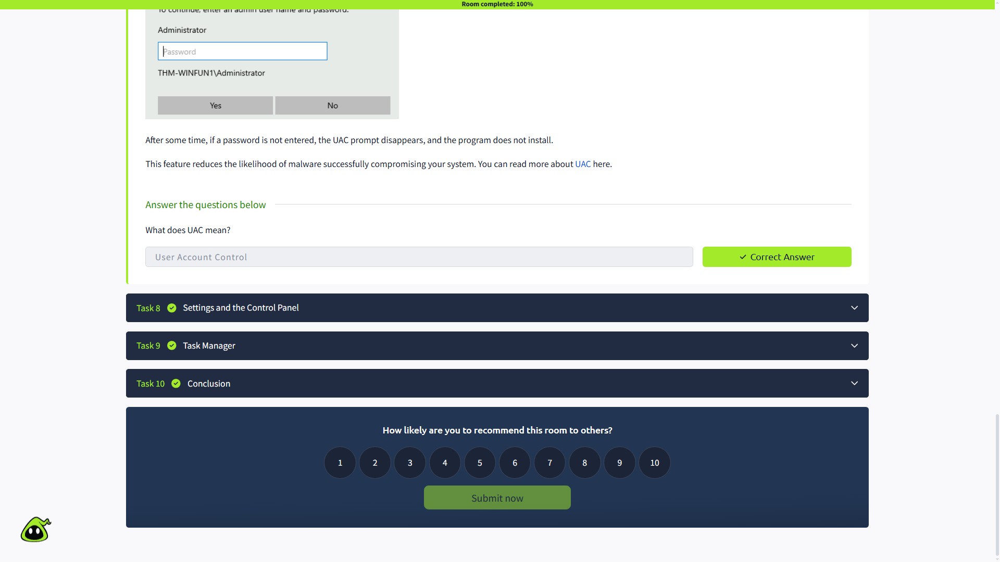 Room completed: 100%
To continue, enter an admin user name and password.
Administrator
Password
THM-WINFUN1\Administrator
Yes
No
After some time, if a password is not entered, the UAC prompt disappears, and the program does not install.
This feature reduces the likelihood of malware successfully compromising your system. You can read more about UAC here.
Answer the questions below
What does UAC mean?
User Account Control
Correct Answer
Task 8 Settings and the Control Panel
Task 9 Task Manager
Task 10 Conclusion
How likely are you to recommend this room to others?
1 2 3 4 5 6 7 8 9 10
Submit now